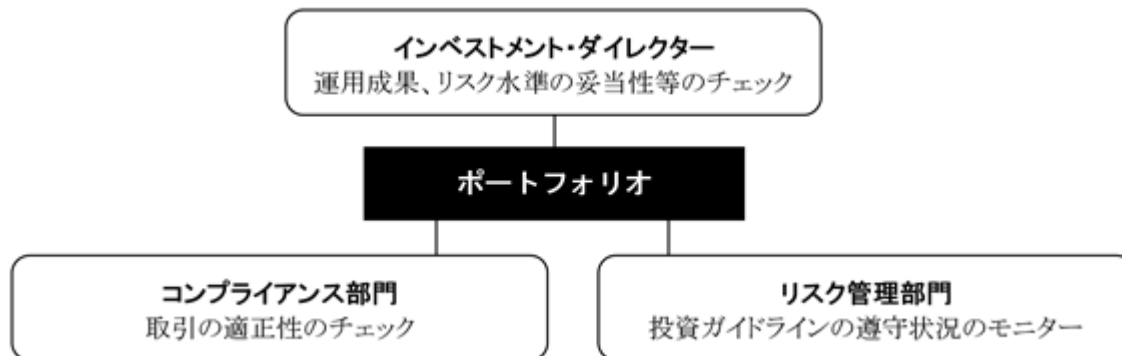 インベストメント・ダイレクター
運用成果、リスク水準の妥当性等のチェック
ポートフォリオ
コンプライアンス部門
取引の適正性のチェック
リスク管理部門
投資ガイドラインの遵守状況のモニター